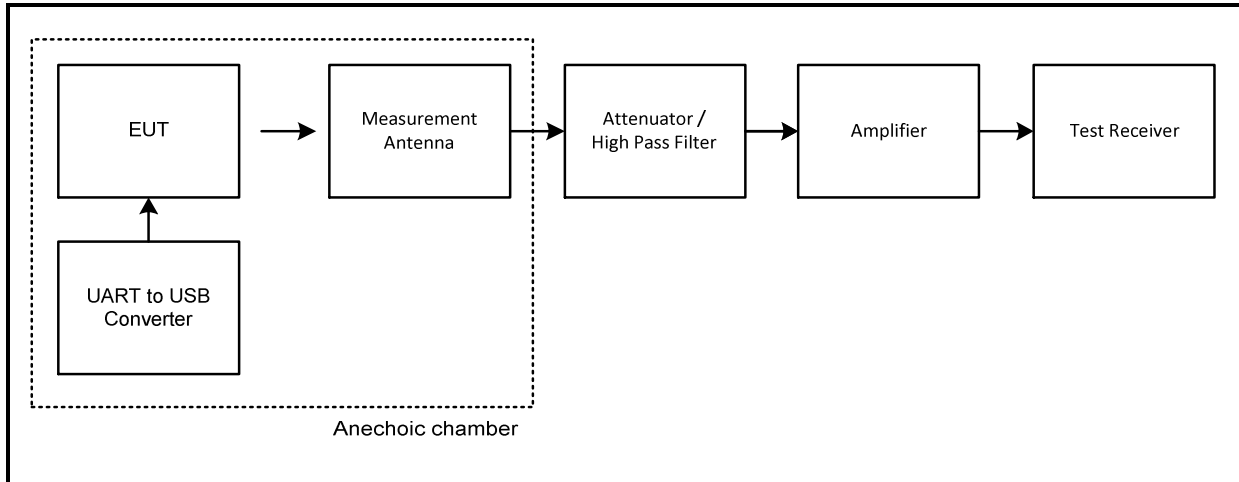 EUT
Measurement
Antenna
Attenuator /
High Pass Filter
Amplifier
Test Receiver
UART to USB
Converter
Anechoic chamber